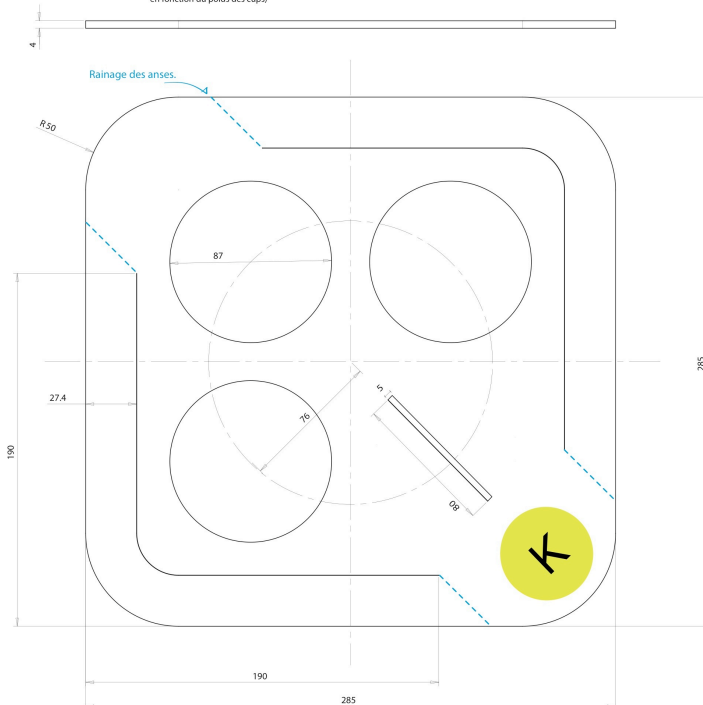 en fonction du poids des cups)
4
Rainage des anses.
R50
87
285
5
76
27.4
80
190
K
190
285